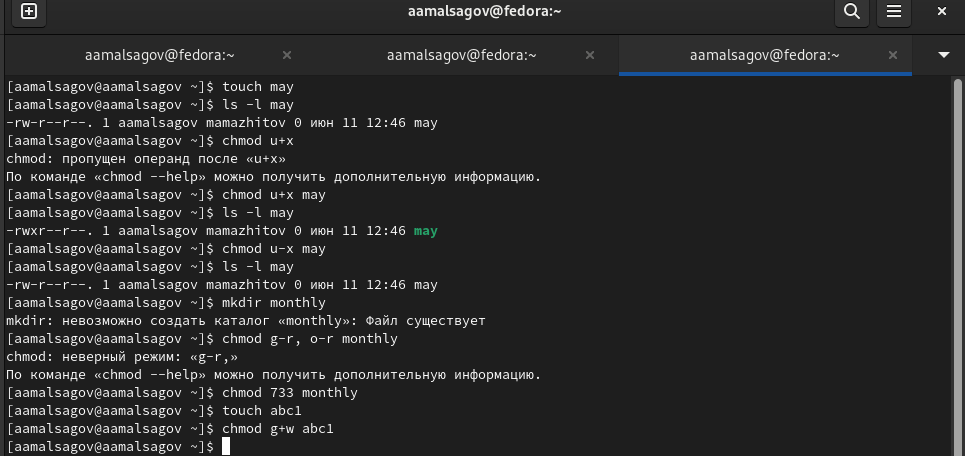 aamalsagov@fedora:~
aamalsagov@fedora:~ aamalsagov@fedora:~ aamalsagov@fedora:~
[aamalsagov@aamalsagov ~]$ touch may
[aamalsagov@aamalsagov ~]$ ls -l may
-rw-r--r--. 1 aamalsagov mamazhitov 0 июн 11 12:46 may
[aamalsagov@aamalsagov ~]$ chmod u+x
chmod: пропущен операнд после «u+x»
По команде «chmod --help» можно получить дополнительную информацию.
[aamalsagov@aamalsagov ~]$ chmod u+x may
[aamalsagov@aamalsagov ~]$ ls -l may
-rwxr--r--. 1 aamalsagov mamazhitov 0 июн 11 12:46 may
[aamalsagov@aamalsagov ~]$ chmod u-x may
[aamalsagov@aamalsagov ~]$ ls -l may
-rw-r--r--. 1 aamalsagov mamazhitov 0 июн 11 12:46 may
[aamalsagov@aamalsagov ~]$ mkdir monthly
mkdir: невозможно создать каталог «monthly»: Файл существует
[aamalsagov@aamalsagov ~]$ chmod g-r, o-r monthly
chmod: неверный режим: «g-r,»
По команде «chmod --help» можно получить дополнительную информацию.
[aamalsagov@aamalsagov ~]$ chmod 733 monthly
[aamalsagov@aamalsagov ~]$ touch abc1
[aamalsagov@aamalsagov ~]$ chmod g+w abc1
[aamalsagov@aamalsagov ~]$